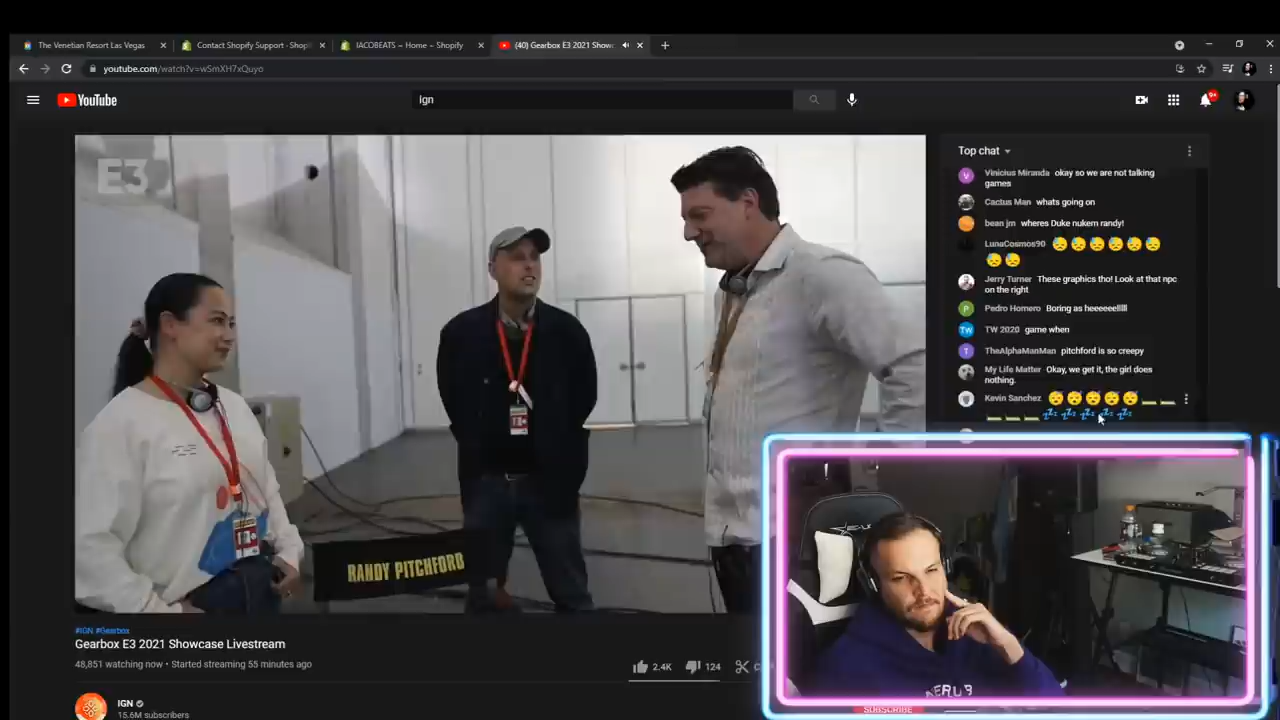 The Venetian Resort Las Vegas
Contact Shopify Support · Shopi
IACOBEATS ~ Home ~ Shopify
(40) Gearbox E3 2021 Show
youtube.com/watch?v=wSmXH7xQuyo
YouTube
ign
9+
E3
RANDY PITCHFORD
Top chat
Vinicius Miranda okay so we are not talking
games
Cactus Man whats going on
bean jm wheres Duke nukem randy!
LunaCosmos90
Jerry Turner These graphics tho! Look at that npc
on the right
Pedro Homero Boring as heeeeellllll
TW 2020 game when
TheAlphaManMan pitchford is so creepy
My Life Matter Okay, we get it, the girl does
nothing.
Kevin Sanchez
#IGN #Gearbox
Gearbox E3 2021 Showcase Livestream
48,851 watching now • Started streaming 55 minutes ago
2.4K
124
IGN
15.6M subscribers
SUBSCRIBE